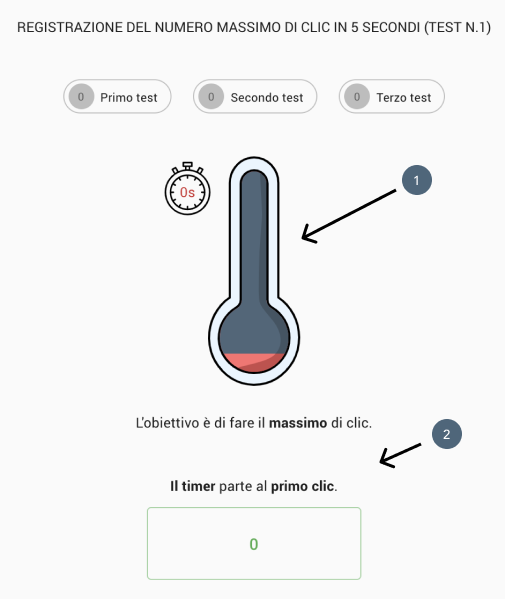 REGISTRAZIONE DEL NUMERO MASSIMO DI CLIC IN 5 SECONDI (TEST N.1)
0 Primo test 0 Secondo test 0 Terzo test
1
0s
L'obiettivo è di fare il massimo di clic.
2
Il timer parte al primo clic.
0